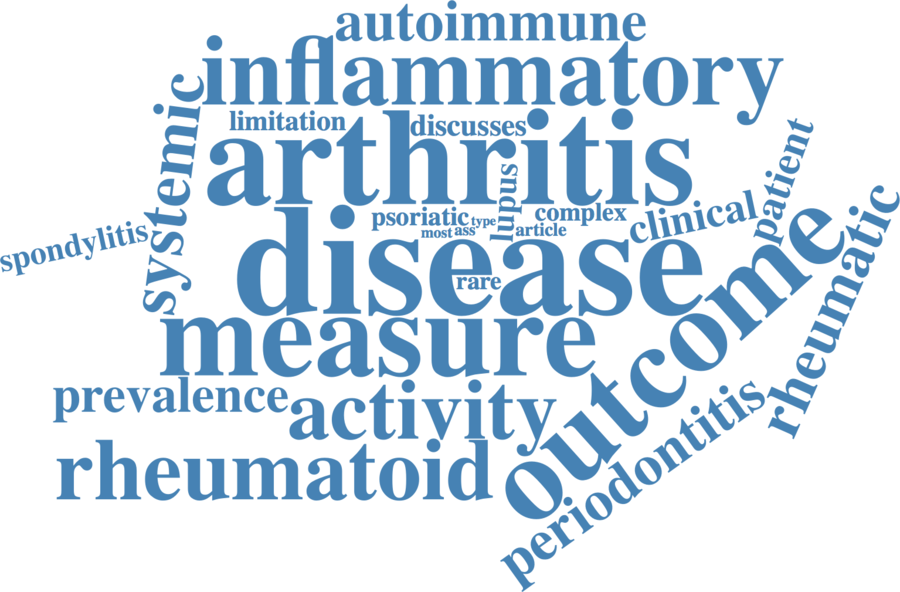 autoimmune
inflammatory
systemic
limitation
discusses
arthritis
patient
lupus
psoriatic
type
complex
most
ass
article
clinical
spondylitis
disease
rare
outcome
rheumatic
measure
prevalence
activity
periodontitis
rheumatoid